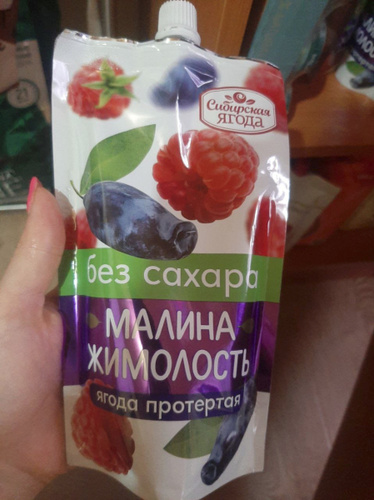 Сибирская
ягода
без сахара
МАЛИНА
ЖИМОЛОСТЬ
ягода протертая